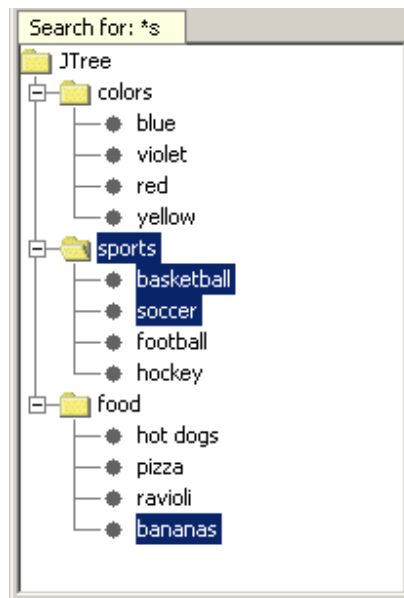 Search for: *s
JTree
colors
blue
violet
red
yellow
sports
basketball
soccer
football
hockey
food
hot dogs
pizza
ravioli
bananas